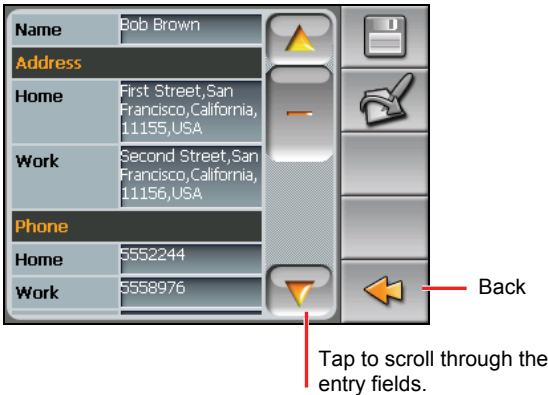 Name Bob Brown
Address
Home First Street,San
Francisco,California,
11155,USA
Work Second Street,San
Francisco,California,
11156,USA
Phone
Home 5552244
Work 5558976
Back
Tap to scroll through the
entry fields.